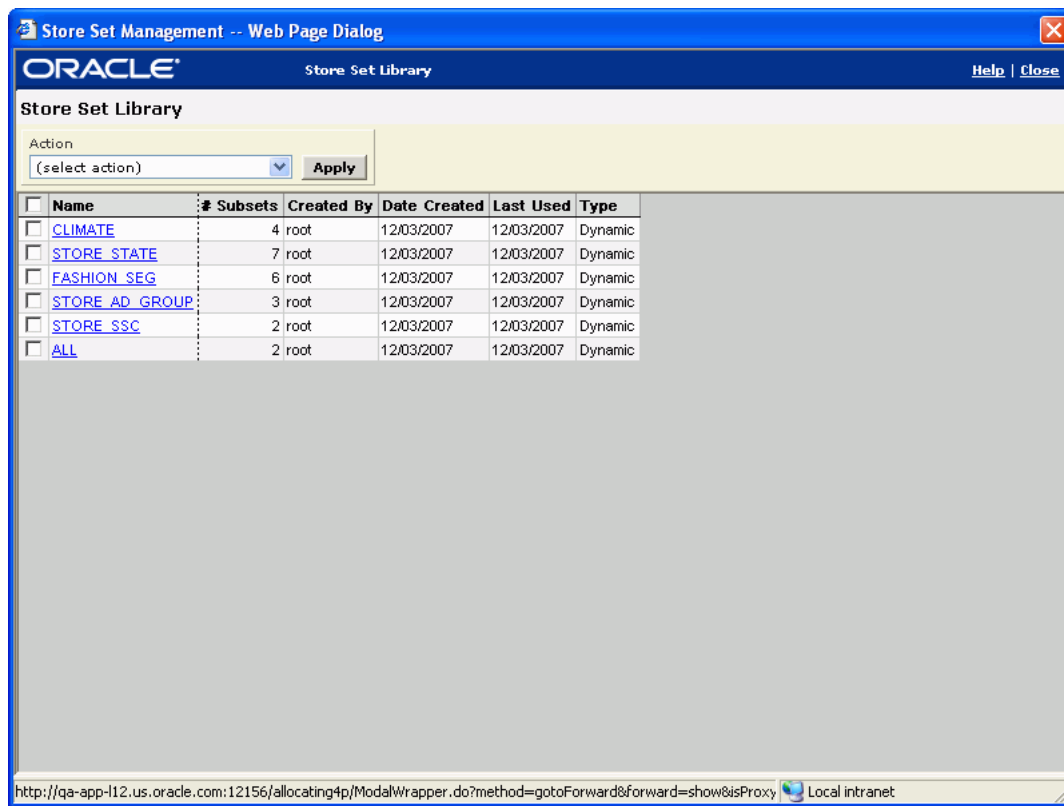 Store Set Management -- Web Page Dialog
ORACLE® Store Set Library Help | Close
Store Set Library
Action
(select action) Apply
Name # Subsets Created By Date Created Last Used Type
CLIMATE 4 root 12/03/2007 12/03/2007 Dynamic
STORE_STATE 7 root 12/03/2007 12/03/2007 Dynamic
FASHION_SEG 6 root 12/03/2007 12/03/2007 Dynamic
STORE_AD_GROUP 3 root 12/03/2007 12/03/2007 Dynamic
STORE_SSC 2 root 12/03/2007 12/03/2007 Dynamic
ALL 2 root 12/03/2007 12/03/2007 Dynamic
http://qa-app-l12.us.oracle.com:12156/allocating4p/ModalWrapper.do?method=gotoForward&forward=show&isProxy Local intranet